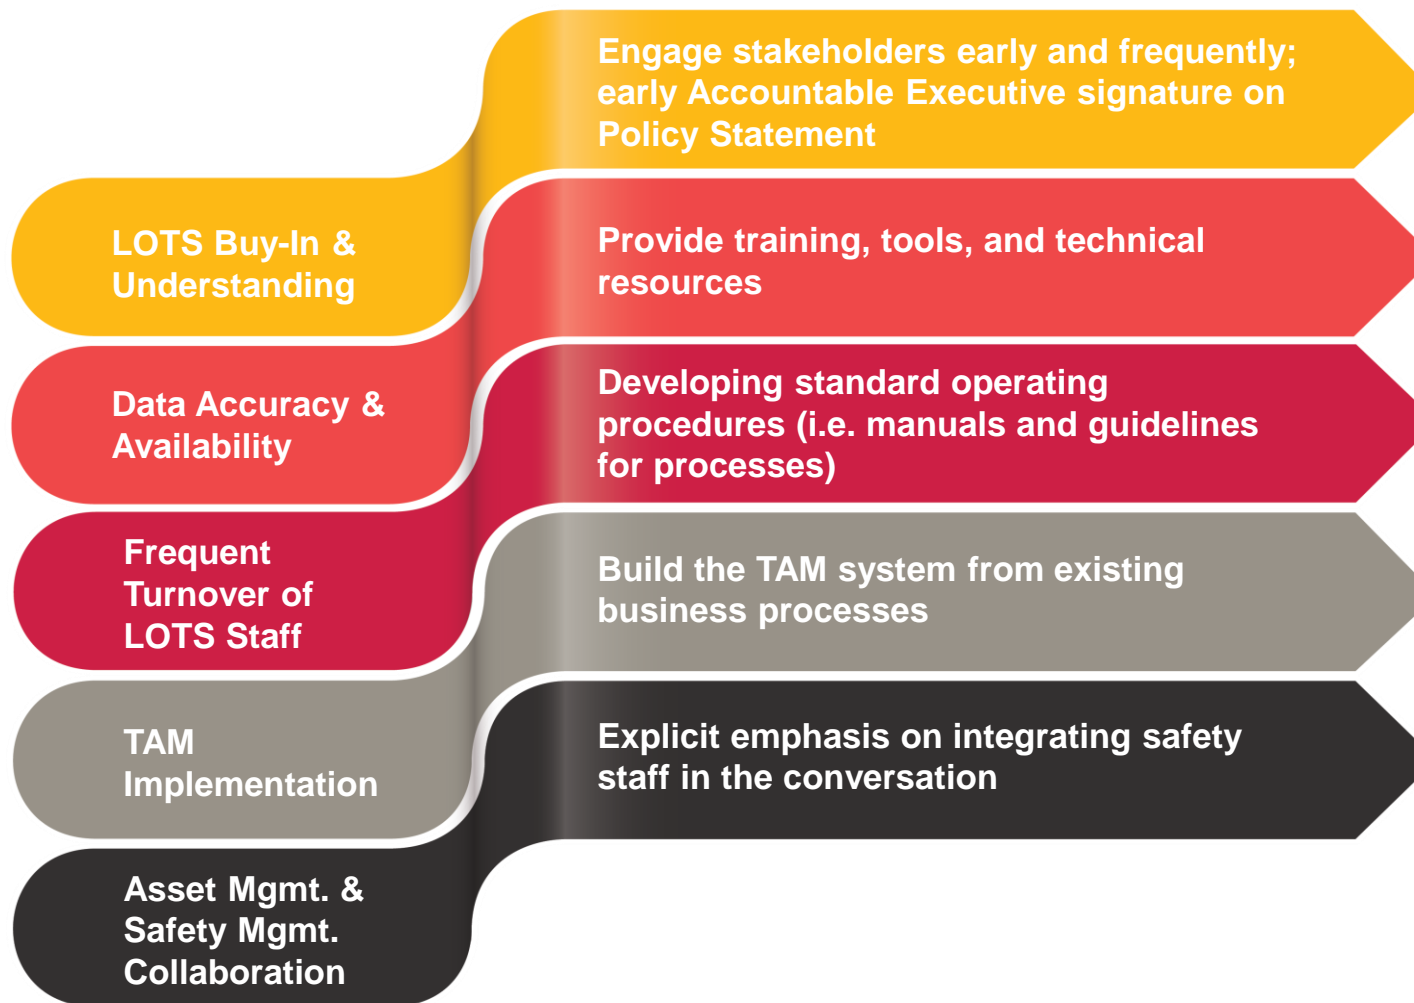 Engage stakeholders early and frequently;
early Accountable Executive signature on
Policy Statement
LOTS Buy-In &
Understanding
Provide training, tools, and technical
resources
Data Accuracy &
Availability
Developing standard operating
procedures (i.e. manuals and guidelines
for processes)
Frequent
Turnover of
LOTS Staff
Build the TAM system from existing
business processes
TAM
Implementation
Explicit emphasis on integrating safety
staff in the conversation
Asset Mgmt. &
Safety Mgmt.
Collaboration